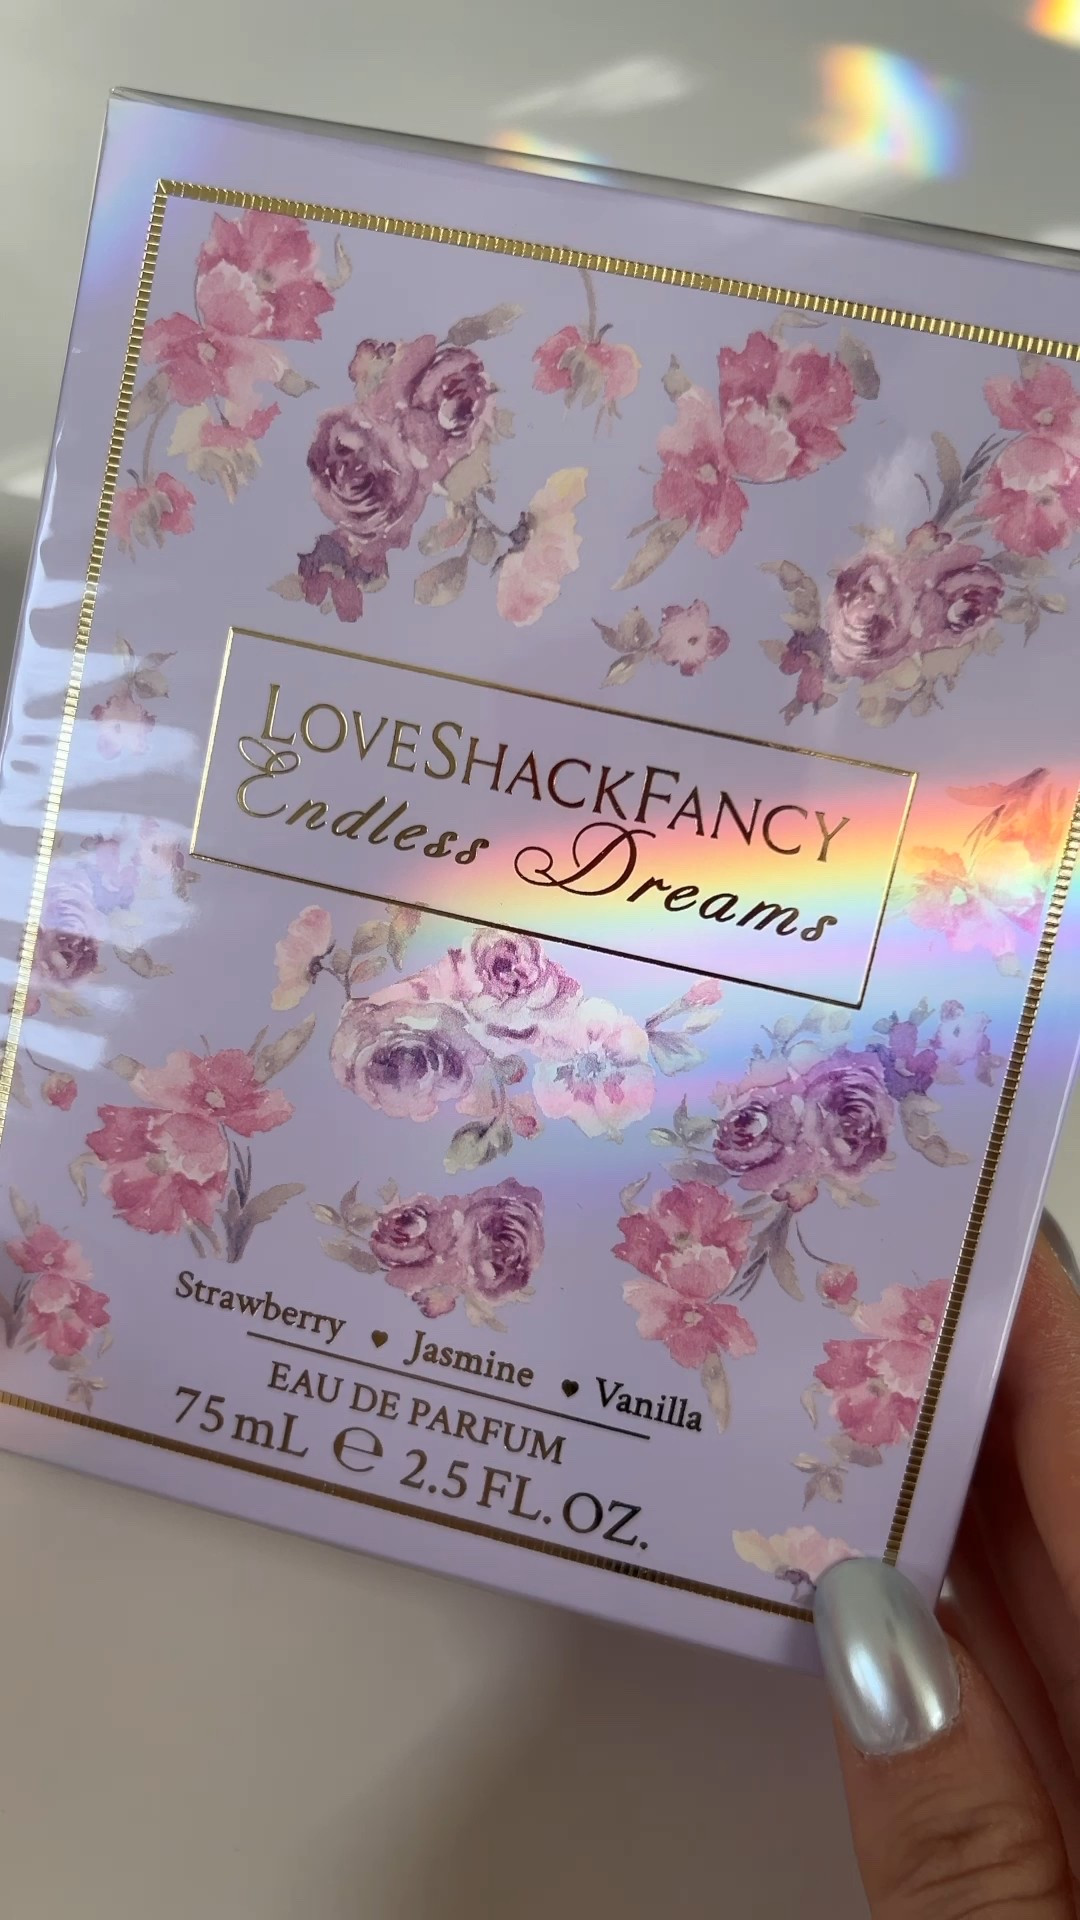 LOVESHACKFANCY
Endless Dreams
Strawberry ♥ Jasmine ♥ Vanilla
EAU DE PARFUM
75 mL ℮ 2.5 FL. OZ.